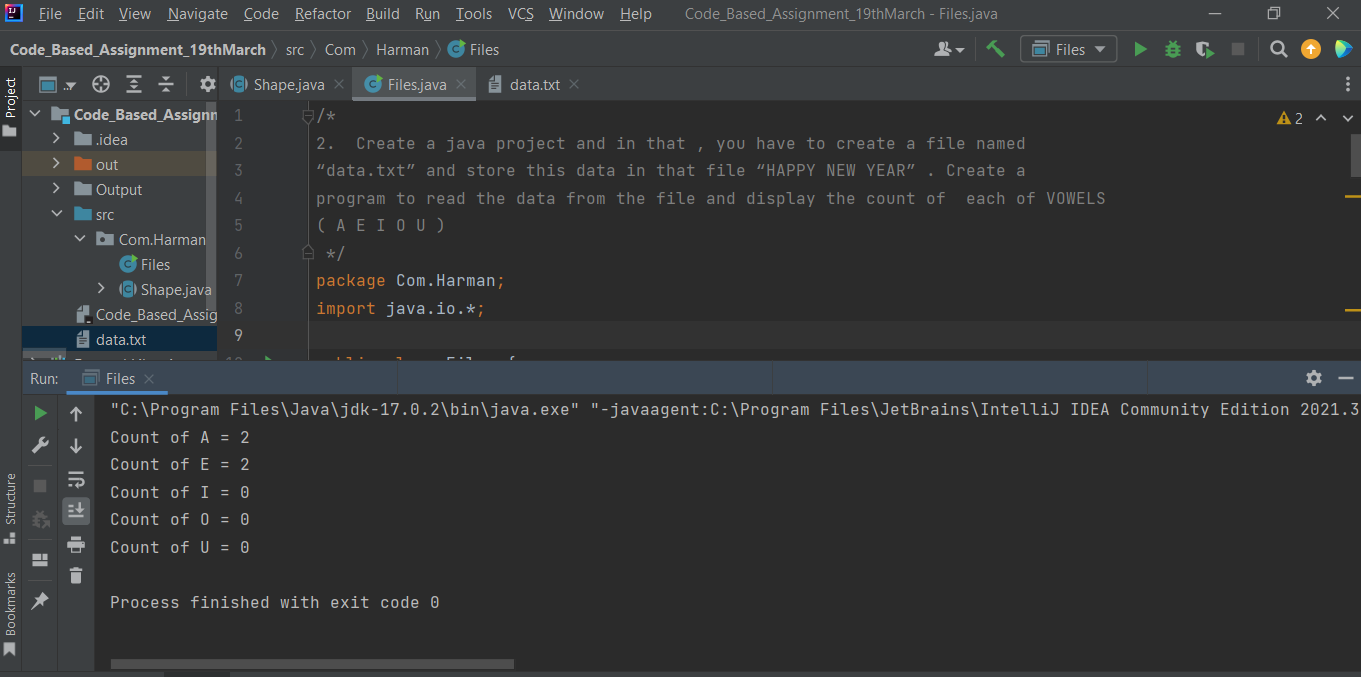 File Edit View Navigate Code Refactor Build Run Tools VCS Window Help Code_Based_Assignment_19thMarch - Files.java
Code_Based_Assignment_19thMarch src Com Harman Files Files
Project
Shape.java Files.java data.txt
Code_Based_Assignn
.idea
out
Output
src
Com.Harman
Files
Shape.java
Code_Based_Assig
data.txt
1 /*
2 2.  Create a java project and in that , you have to create a file named
3 “data.txt” and store this data in that file “HAPPY NEW YEAR” . Create a
4 program to read the data from the file and display the count of  each of VOWELS
5 ( A E I O U )
6 */
7 package Com.Harman;
8 import java.io.*;
9
2
Run: Files
"C:\Program Files\Java\jdk-17.0.2\bin\java.exe" "-javaagent:C:\Program Files\JetBrains\IntelliJ IDEA Community Edition 2021.3
Count of A = 2
Count of E = 2
Count of I = 0
Count of O = 0
Count of U = 0
Process finished with exit code 0
Structure
Bookmarks